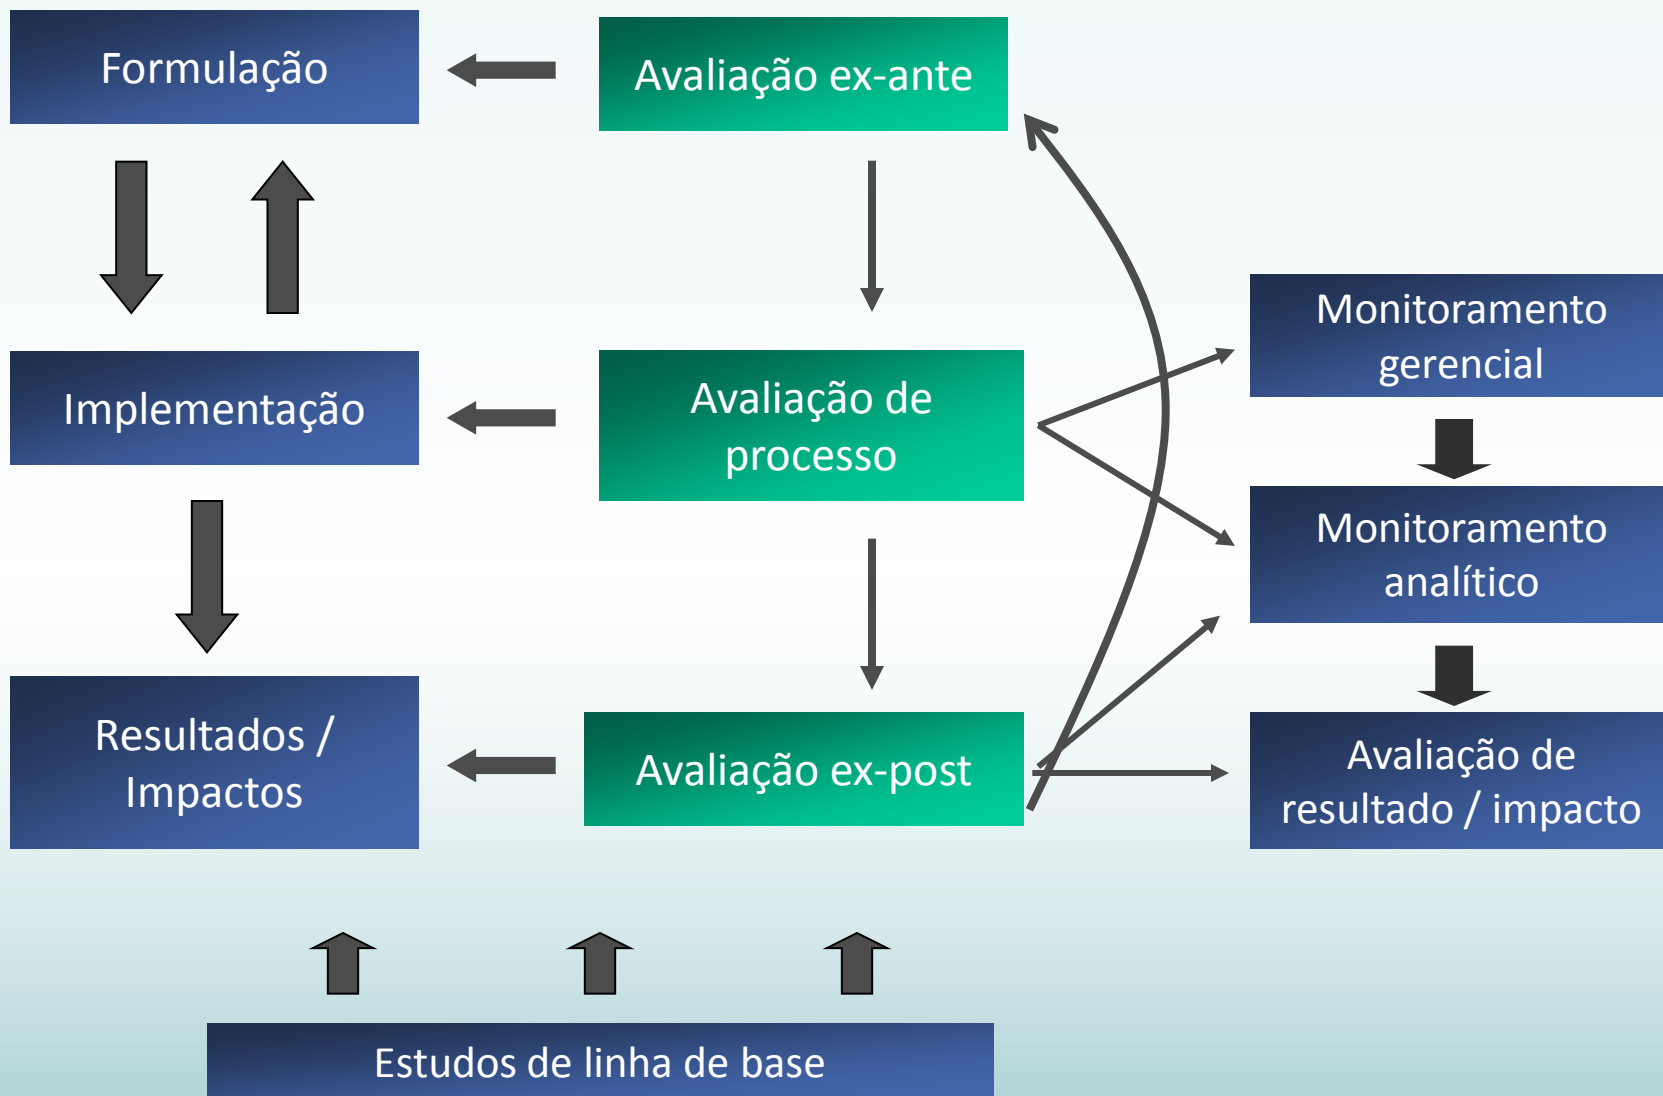 Formulação
Avaliação ex-ante
Implementação
Avaliação de
processo
Monitoramento
gerencial
Monitoramento
analítico
Resultados /
Impactos
Avaliação ex-post
Avaliação de
resultado / impacto
Estudos de linha de base